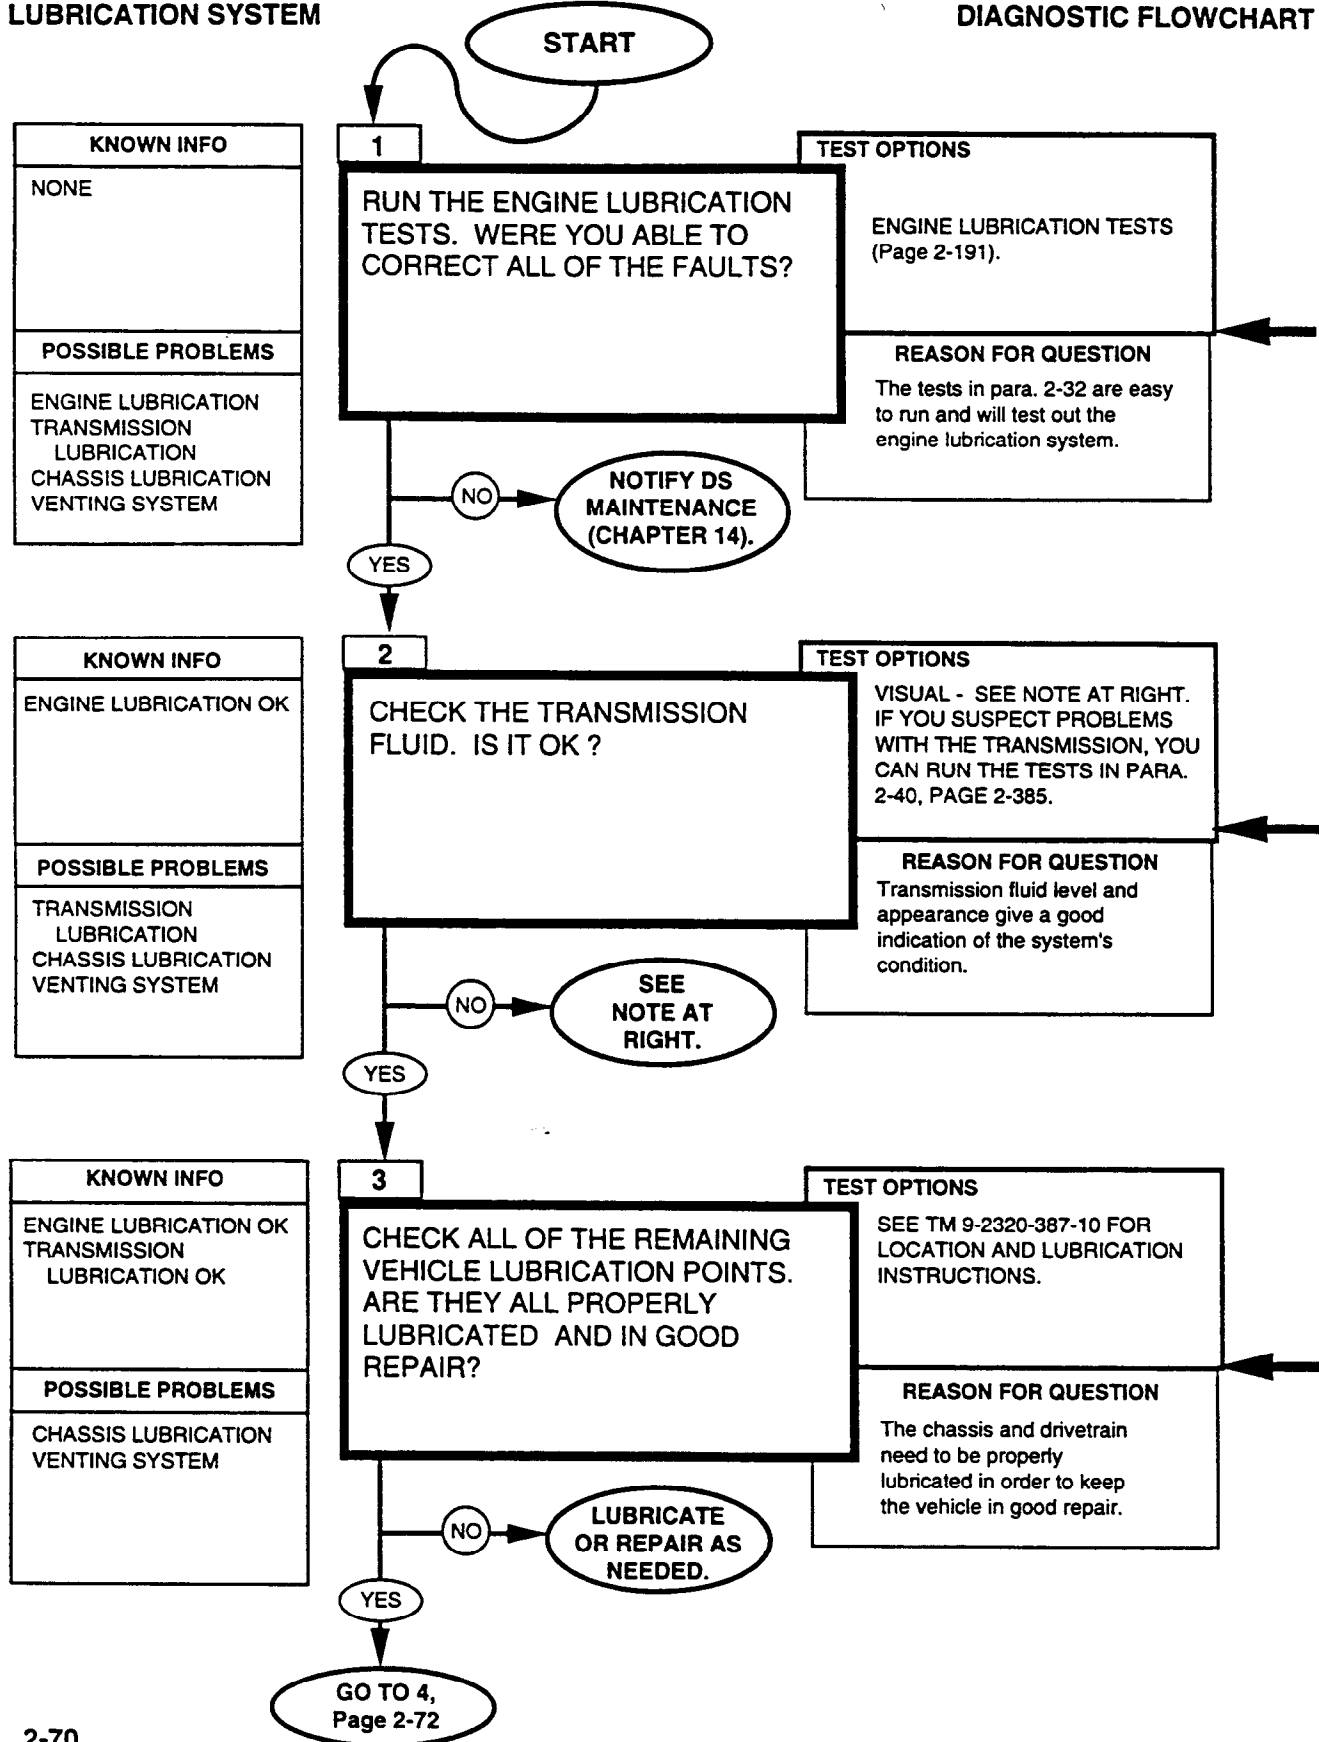 LUBRICATION SYSTEM
DIAGNOSTIC FLOWCHART
START
KNOWN INFO
NONE
POSSIBLE PROBLEMS
ENGINE LUBRICATION
TRANSMISSION
LUBRICATION
CHASSIS LUBRICATION
VENTING SYSTEM
1
RUN THE ENGINE LUBRICATION
TESTS. WERE YOU ABLE TO
CORRECT ALL OF THE FAULTS?
TEST OPTIONS
ENGINE LUBRICATION TESTS
(Page 2-191).
REASON FOR QUESTION
The tests in para. 2-32 are easy
to run and will test out the
engine lubrication system.
NO
NOTIFY DS
MAINTENANCE
(CHAPTER 14).
YES
KNOWN INFO
ENGINE LUBRICATION OK
POSSIBLE PROBLEMS
TRANSMISSION
LUBRICATION
CHASSIS LUBRICATION
VENTING SYSTEM
2
CHECK THE TRANSMISSION
FLUID. IS IT OK ?
TEST OPTIONS
VISUAL - SEE NOTE AT RIGHT.
IF YOU SUSPECT PROBLEMS
WITH THE TRANSMISSION, YOU
CAN RUN THE TESTS IN PARA.
2-40, PAGE 2-385.
REASON FOR QUESTION
Transmission fluid level and
appearance give a good
indication of the system's
condition.
NO
SEE
NOTE AT
RIGHT.
YES
KNOWN INFO
ENGINE LUBRICATION OK
TRANSMISSION
LUBRICATION OK
POSSIBLE PROBLEMS
CHASSIS LUBRICATION
VENTING SYSTEM
3
CHECK ALL OF THE REMAINING
VEHICLE LUBRICATION POINTS.
ARE THEY ALL PROPERLY
LUBRICATED AND IN GOOD
REPAIR?
TEST OPTIONS
SEE TM 9-2320-387-10 FOR
LOCATION AND LUBRICATION
INSTRUCTIONS.
REASON FOR QUESTION
The chassis and drivetrain
need to be properly
lubricated in order to keep
the vehicle in good repair.
NO
LUBRICATE
OR REPAIR AS
NEEDED.
YES
GO TO 4,
Page 2-72
2-70